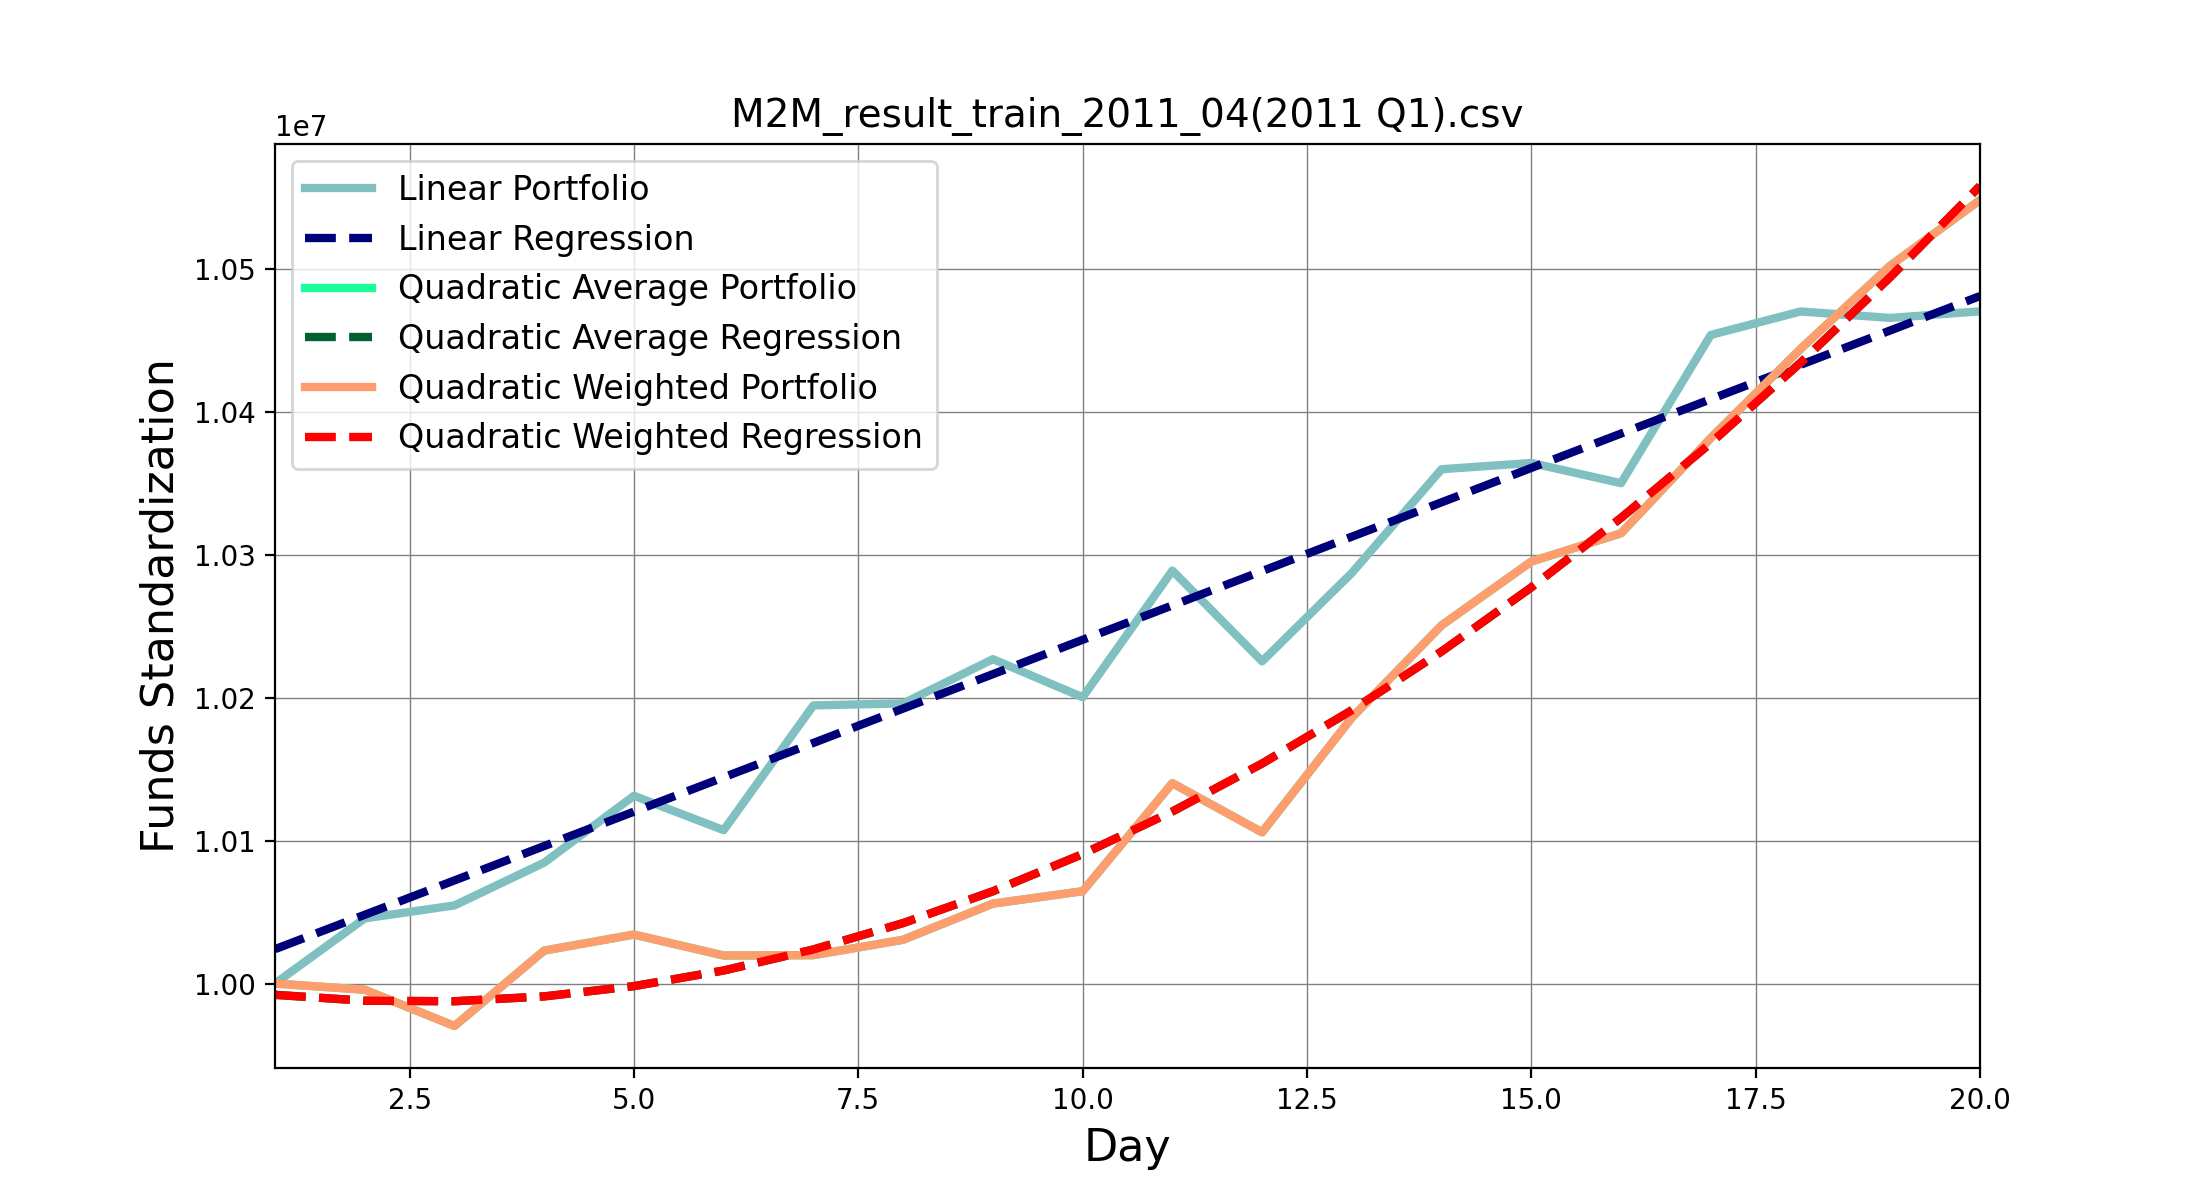 M2M_result_train_2011_04(2011 Q1).csv
1e7
Linear Portfolio
Linear Regression
Quadratic Average Portfolio
Quadratic Average Regression
Quadratic Weighted Portfolio
Quadratic Weighted Regression
Funds Standardization
1.05
1.04
1.03
1.02
1.01
1.00
2.5 5.0 7.5 10.0 12.5 15.0 17.5 20.0
Day